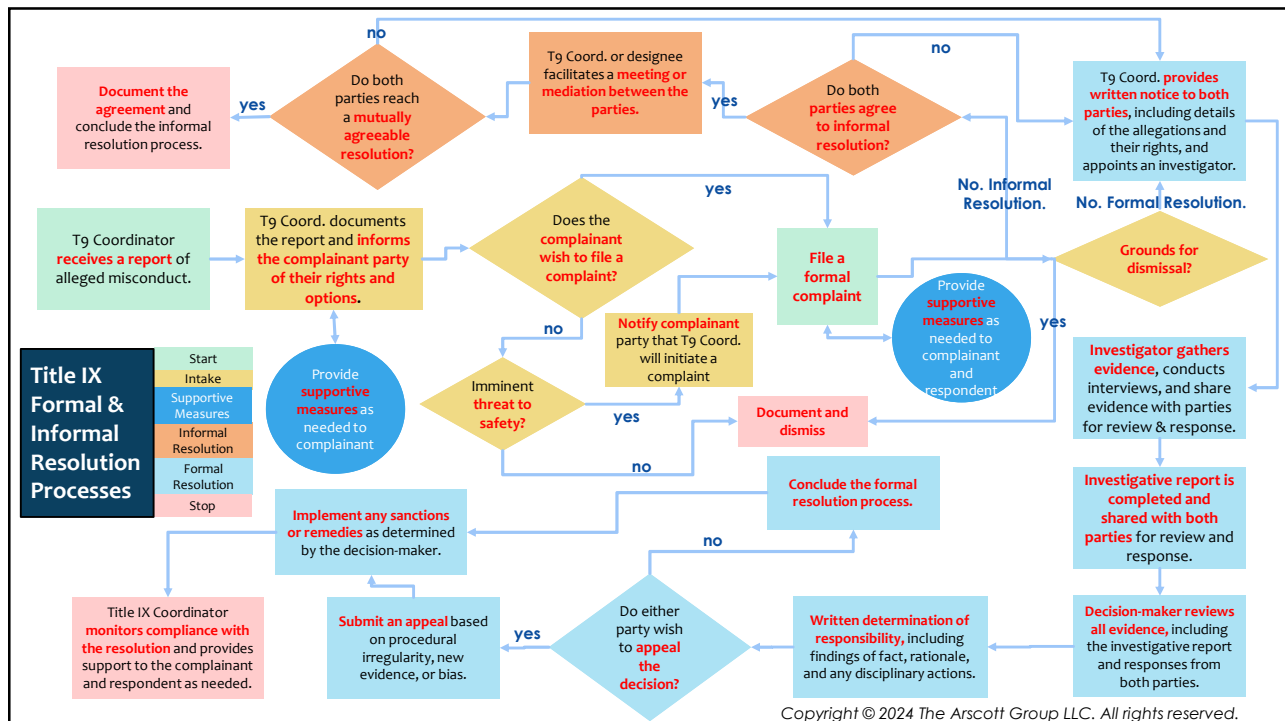 no
no
Document the
agreement and
conclude the informal
resolution process.
yes
Do both
parties reach
a mutually
agreeable
resolution?
T9 Coord. or designee
facilitates a meeting or
mediation between the
parties.
yes
Do both
parties agree
to informal
resolution?
T9 Coord. provides
written notice to both
parties, including details
of the allegations and
their rights, and
appoints an investigator.
T9 Coordinator
receives a report of
alleged misconduct.
T9 Coord. documents
the report and informs
the complainant party
of their rights and
options.
Does the
complainant
wish to file a
complaint?
yes
File a
formal
complaint
No. Informal
Resolution.
No. Formal Resolution.
Grounds for
dismissal?
yes
no
Notify complainant
party that T9 Coord.
will initiate a
complaint
Provide
supportive
measures as
needed to
complainant
and
respondent
Title IX
Formal &
Informal
Resolution
Processes
Start
Intake
Supportive
Measures
Informal
Resolution
Formal
Resolution
Stop
Provide
supportive
measures as
needed to
complainant
Imminent
threat to
safety?
yes
no
Document and
dismiss
Investigator gathers
evidence, conducts
interviews, and share
evidence with parties
for review & response.
Investigative report is
completed and
shared with both
parties for review and
response.
Conclude the formal
resolution process.
Implement any sanctions
or remedies as determined
by the decision-maker.
no
Title IX Coordinator
monitors compliance with
the resolution and provides
support to the complainant
and respondent as needed.
Submit an appeal based
on procedural
irregularity, new
evidence, or bias.
yes
Do either
party wish
to appeal
the
decision?
Written determination of
responsibility, including
findings of fact, rationale,
and any disciplinary actions.
Decision-maker reviews
all evidence, including
the investigative report
and responses from
both parties.
Copyright © 2024 The Arscott Group LLC. All rights reserved.